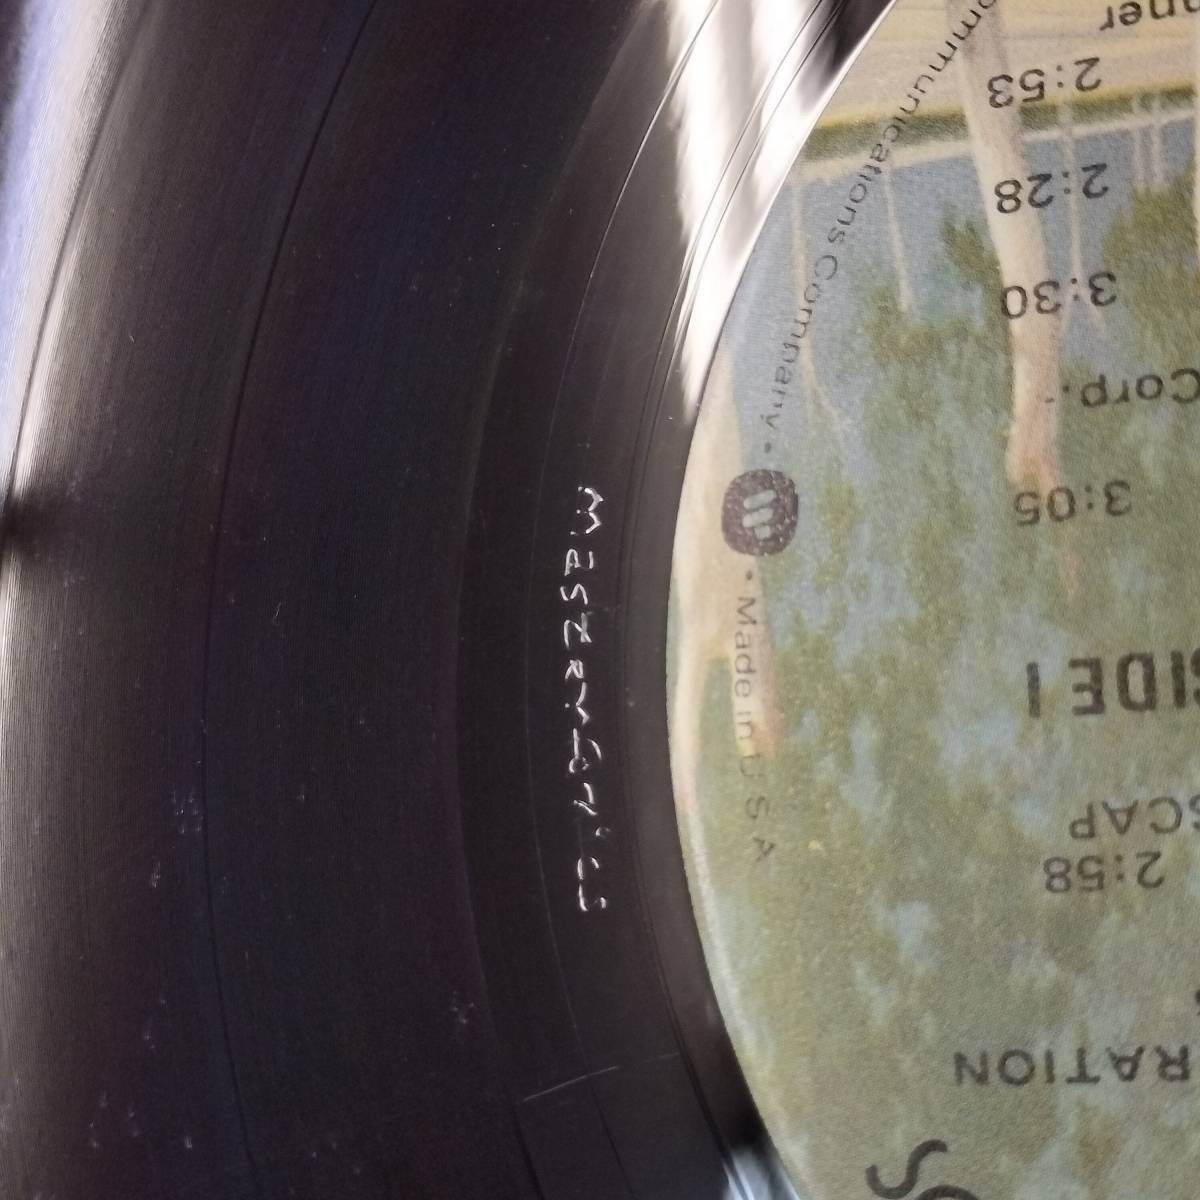 RATION
2:58
SCAP
SIDE 1
3:05
Corp.
3:30
2:28
2:53
ner
ommunications Company • • Made in U S A